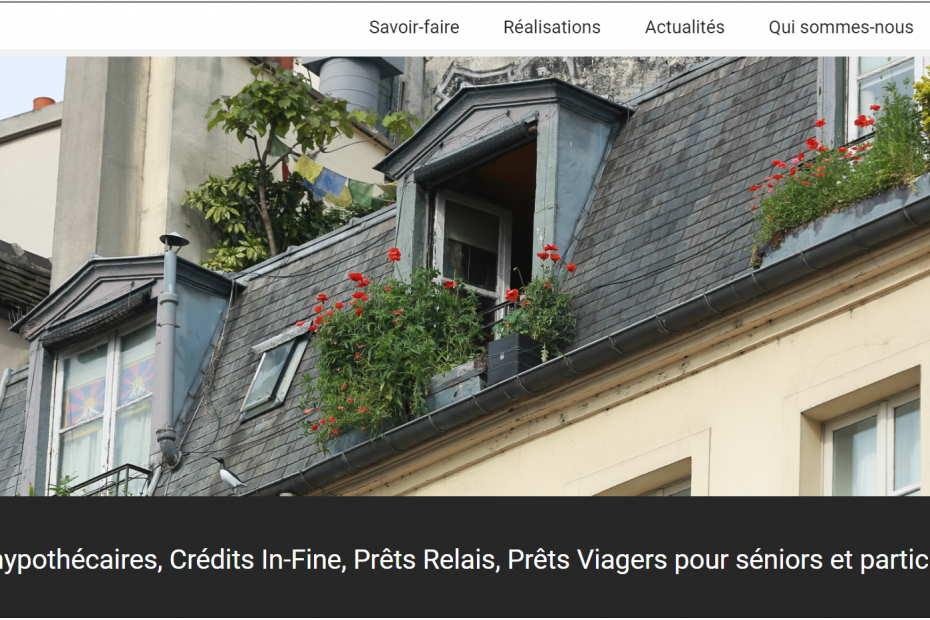 Savoir-faire Réalisations Actualités Qui sommes-nous
hypothécaires, Crédits In-Fine, Prêts Relais, Prêts Viagers pour séniors et partic